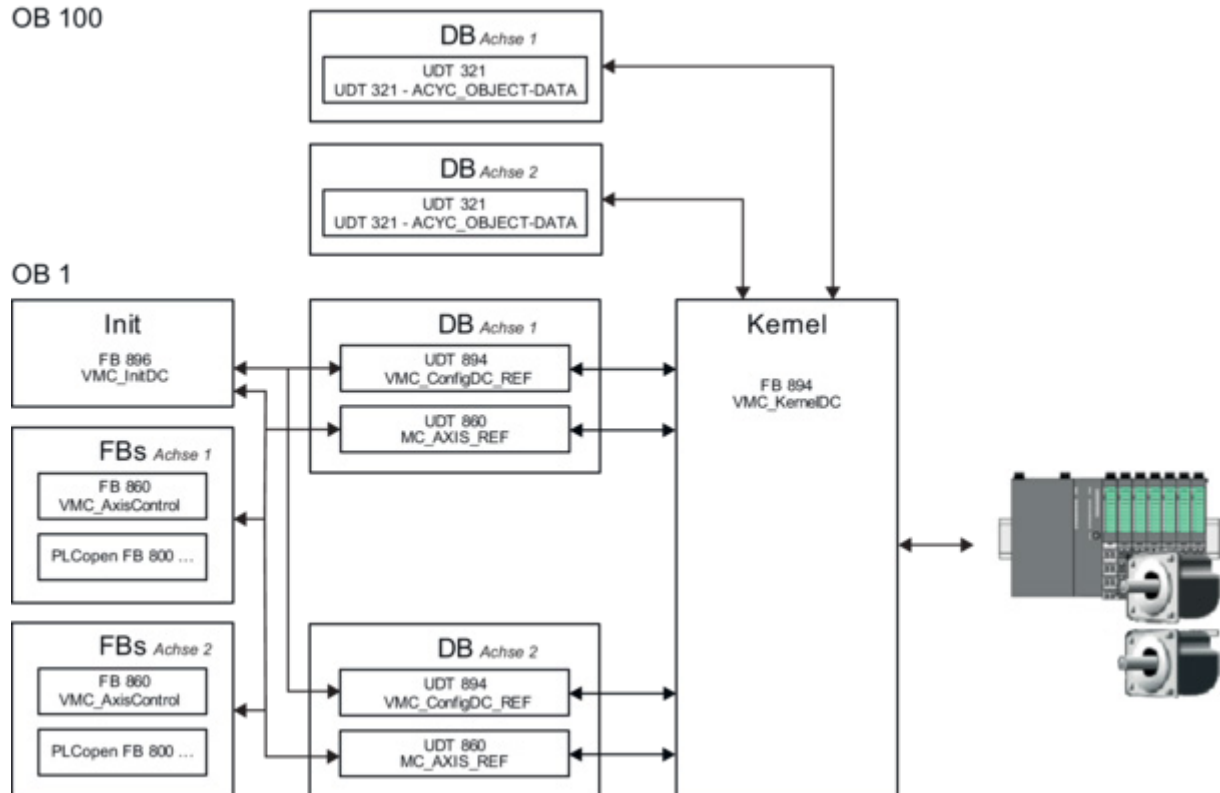 OB 100
DB Achse 1
UDT 321
UDT 321 - ACYC_OBJECT-DATA
DB Achse 2
UDT 321
UDT 321 - ACYC_OBJECT-DATA
OB 1
Init
FB 896
VMC_InitDC
FBs Achse 1
FB 860
VMC_AxisControl
PLCopen FB 800 ...
FBs Achse 2
FB 860
VMC_AxisControl
PLCopen FB 800 ...
DB Achse 1
UDT 894
VMC_ConfigDC_REF
UDT 860
MC_AXIS_REF
DB Achse 2
UDT 894
VMC_ConfigDC_REF
UDT 860
MC_AXIS_REF
Kernel
FB 894
VMC_KernelDC